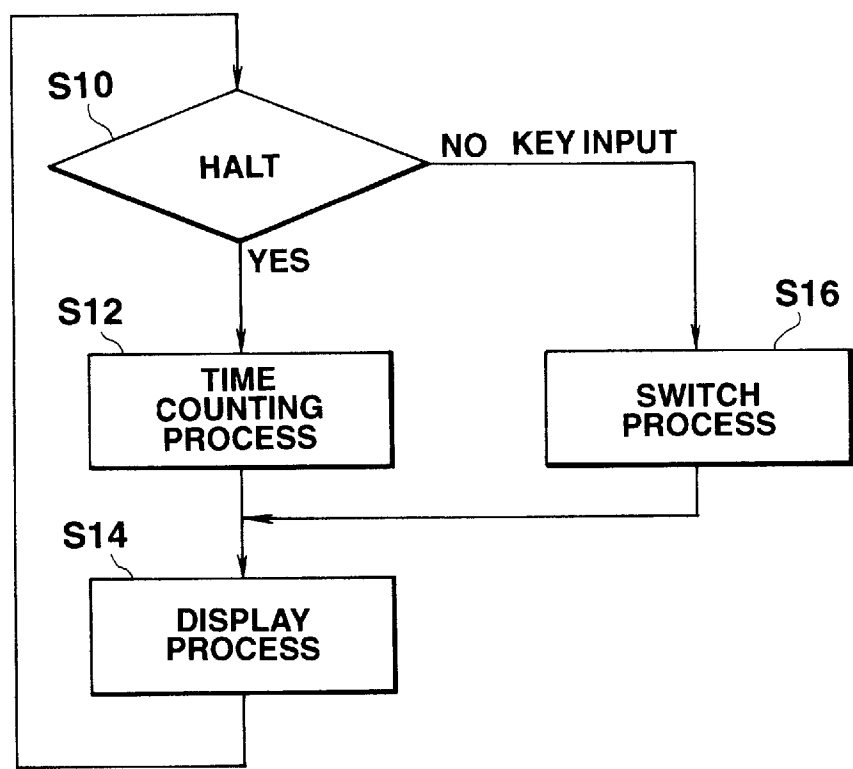 S10
HALT
NO KEY INPUT
YES
S12
TIME
COUNTING
PROCESS
S16
SWITCH
PROCESS
S14
DISPLAY
PROCESS